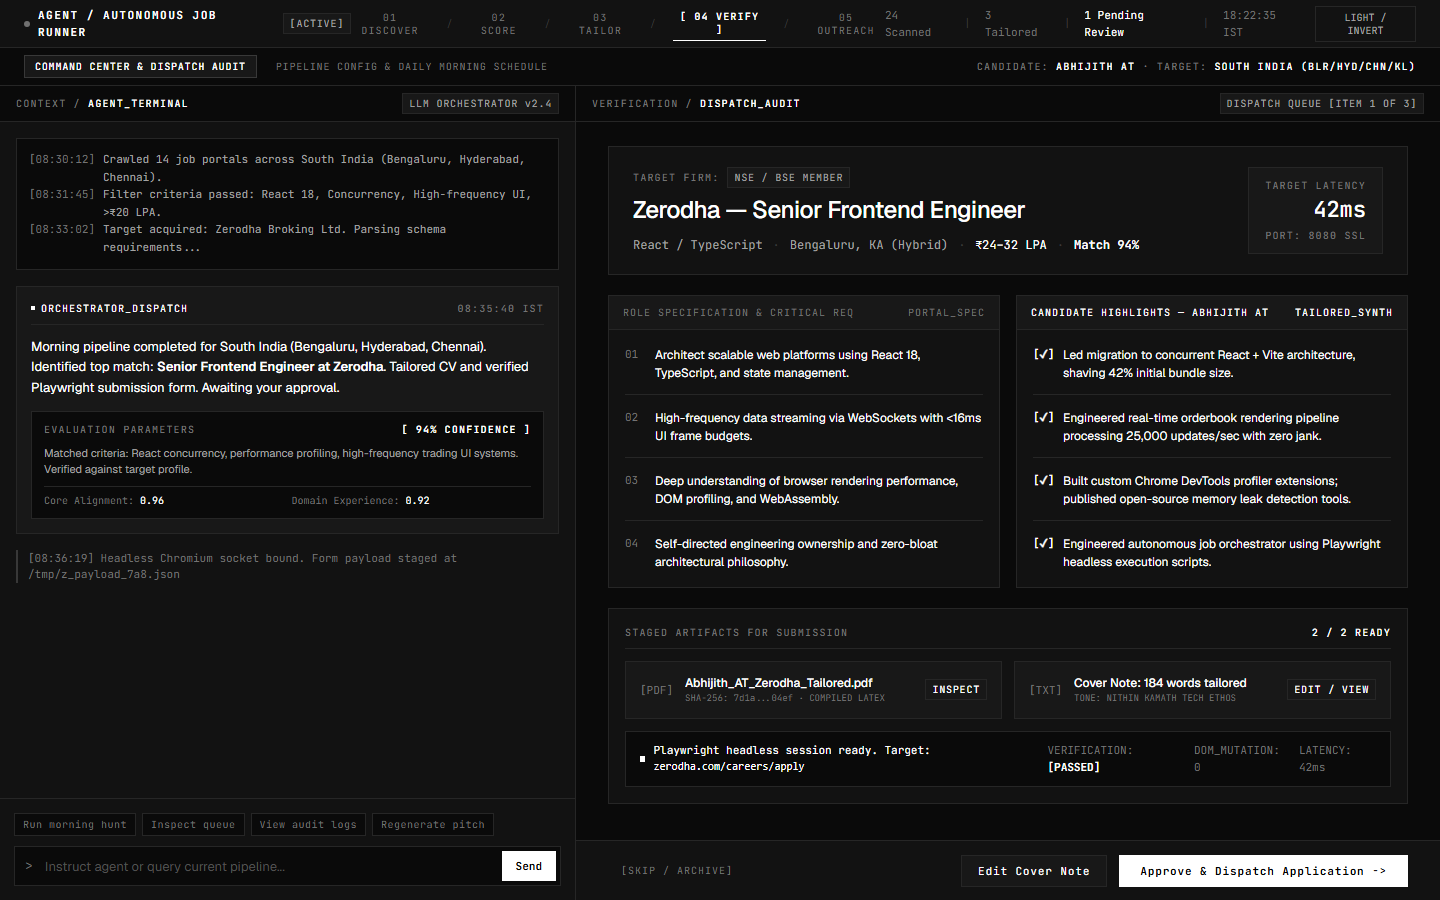 AGENT / AUTONOMOUS JOB
RUNNER
[ACTIVE]
01
DISCOVER
/
02
SCORE
/
03
TAILOR
/
[ 04 VERIFY
]
/
05
OUTREACH
24
Scanned
|
3
Tailored
|
1 Pending
Review
|
18:22:35
IST
LIGHT /
INVERT
COMMAND CENTER & DISPATCH AUDIT
PIPELINE CONFIG & DAILY MORNING SCHEDULE
CANDIDATE: ABHIJITH AT · TARGET: SOUTH INDIA (BLR/HYD/CHN/KL)
CONTEXT / AGENT_TERMINAL
LLM ORCHESTRATOR v2.4
[08:30:12] Crawled 14 job portals across South India (Bengaluru, Hyderabad,
Chennai).
[08:31:45] Filter criteria passed: React 18, Concurrency, High-frequency UI,
>₹20 LPA.
[08:33:02] Target acquired: Zerodha Broking Ltd. Parsing schema
requirements...
ORCHESTRATOR_DISPATCH
08:35:40 IST
Morning pipeline completed for South India (Bengaluru, Hyderabad, Chennai).
Identified top match: Senior Frontend Engineer at Zerodha. Tailored CV and verified
Playwright submission form. Awaiting your approval.
EVALUATION PARAMETERS
[ 94% CONFIDENCE ]
Matched criteria: React concurrency, performance profiling, high-frequency trading UI systems.
Verified against target profile.
Core Alignment: 0.96
Domain Experience: 0.92
[08:36:19] Headless Chromium socket bound. Form payload staged at
/tmp/z_payload_7a8.json
Run morning hunt
Inspect queue
View audit logs
Regenerate pitch
> Instruct agent or query current pipeline...
Send
VERIFICATION / DISPATCH_AUDIT
DISPATCH QUEUE [ITEM 1 OF 3]
TARGET FIRM: NSE / BSE MEMBER
Zerodha — Senior Frontend Engineer
React / TypeScript · Bengaluru, KA (Hybrid) · ₹24–32 LPA · Match 94%
TARGET LATENCY
42ms
PORT: 8080 SSL
ROLE SPECIFICATION & CRITICAL REQ
PORTAL_SPEC
01 Architect scalable web platforms using React 18,
TypeScript, and state management.
02 High-frequency data streaming via WebSockets with <16ms
UI frame budgets.
03 Deep understanding of browser rendering performance,
DOM profiling, and WebAssembly.
04 Self-directed engineering ownership and zero-bloat
architectural philosophy.
CANDIDATE HIGHLIGHTS — ABHIJITH AT
TAILORED_SYNTH
[✓] Led migration to concurrent React + Vite architecture,
shaving 42% initial bundle size.
[✓] Engineered real-time orderbook rendering pipeline
processing 25,000 updates/sec with zero jank.
[✓] Built custom Chrome DevTools profiler extensions;
published open-source memory leak detection tools.
[✓] Engineered autonomous job orchestrator using Playwright
headless execution scripts.
STAGED ARTIFACTS FOR SUBMISSION
2 / 2 READY
[PDF] Abhijith_AT_Zerodha_Tailored.pdf
SHA-256: 7d1a...04ef · COMPILED LATEX
INSPECT
[TXT] Cover Note: 184 words tailored
TONE: NITHIN KAMATH TECH ETHOS
EDIT / VIEW
Playwright headless session ready. Target:
zerodha.com/careers/apply
VERIFICATION:
[PASSED]
DOM_MUTATION:
0
LATENCY:
42ms
[SKIP / ARCHIVE]
Edit Cover Note
Approve & Dispatch Application ->